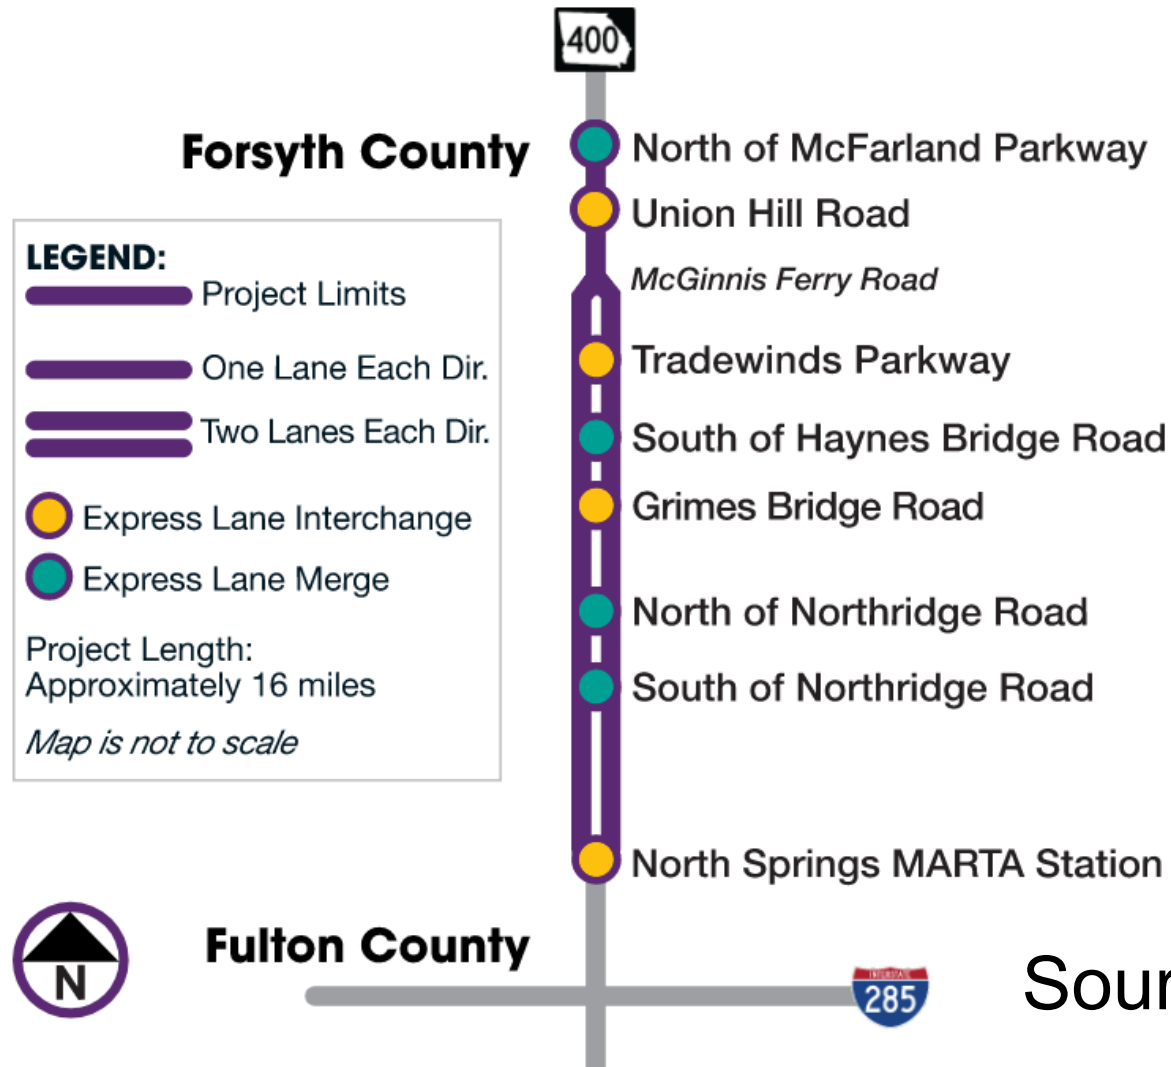 400
Forsyth County
North of McFarland Parkway
Union Hill Road
McGinnis Ferry Road
Tradewinds Parkway
South of Haynes Bridge Road
Grimes Bridge Road
North of Northridge Road
South of Northridge Road
North Springs MARTA Station
LEGEND:
Project Limits
One Lane Each Dir.
Two Lanes Each Dir.
Express Lane Interchange
Express Lane Merge
Project Length:
Approximately 16 miles
Map is not to scale
N
Fulton County
INTERSTATE
285
Sour